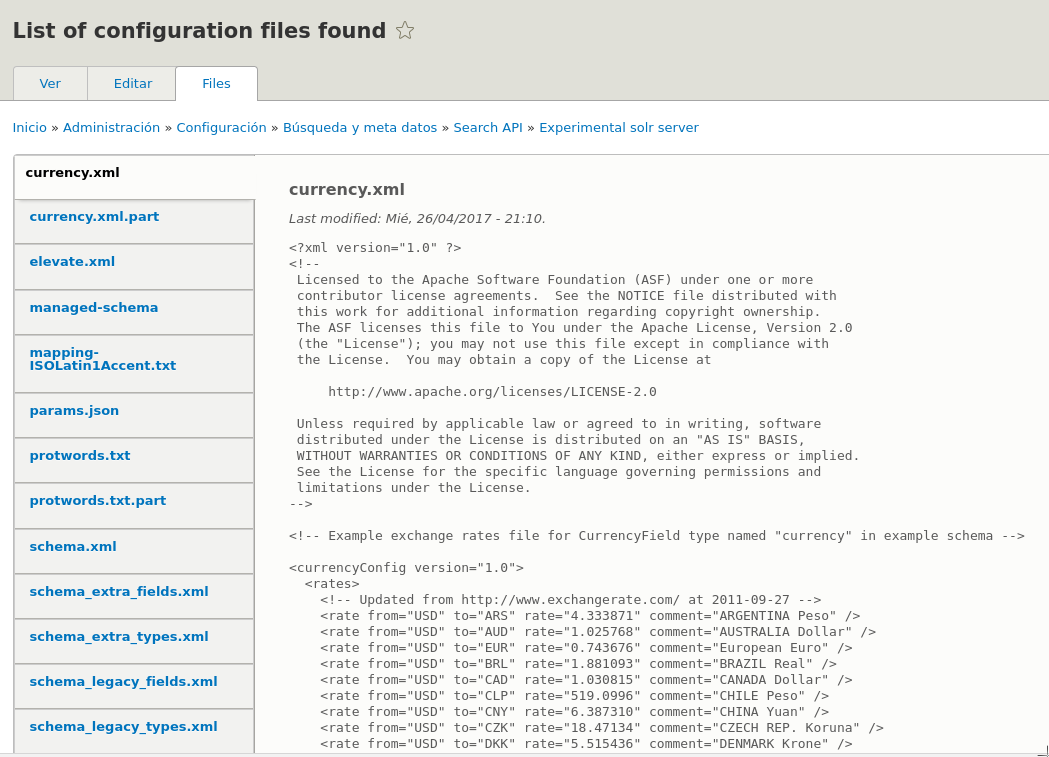 List of configuration files found
Ver
Editar
Files
Inicio » Administración » Configuración » Búsqueda y meta datos » Search API » Experimental solr server
currency.xml
currency.xml.part
elevate.xml
managed-schema
mapping-
ISOLatin1Accent.txt
params.json
protwords.txt
protwords.txt.part
schema.xml
schema_extra_fields.xml
schema_extra_types.xml
schema_legacy_fields.xml
schema_legacy_types.xml
currency.xml
Last modified: Mié, 26/04/2017 - 21:10.
<?xml version="1.0" ?>
<!--
 Licensed to the Apache Software Foundation (ASF) under one or more
 contributor license agreements.  See the NOTICE file distributed with
 this work for additional information regarding copyright ownership.
 The ASF licenses this file to You under the Apache License, Version 2.0
 (the "License"); you may not use this file except in compliance with
 the License.  You may obtain a copy of the License at
     http://www.apache.org/licenses/LICENSE-2.0
 Unless required by applicable law or agreed to in writing, software
 distributed under the License is distributed on an "AS IS" BASIS,
 WITHOUT WARRANTIES OR CONDITIONS OF ANY KIND, either express or implied.
 See the License for the specific language governing permissions and
 limitations under the License.
-->
<!-- Example exchange rates file for CurrencyField type named "currency" in example schema -->
<currencyConfig version="1.0">
  <rates>
    <!-- Updated from http://www.exchangerate.com/ at 2011-09-27 -->
    <rate from="USD" to="ARS" rate="4.333871" comment="ARGENTINA Peso" />
    <rate from="USD" to="AUD" rate="1.025768" comment="AUSTRALIA Dollar" />
    <rate from="USD" to="EUR" rate="0.743676" comment="European Euro" />
    <rate from="USD" to="BRL" rate="1.881093" comment="BRAZIL Real" />
    <rate from="USD" to="CAD" rate="1.030815" comment="CANADA Dollar" />
    <rate from="USD" to="CLP" rate="519.0996" comment="CHILE Peso" />
    <rate from="USD" to="CNY" rate="6.387310" comment="CHINA Yuan" />
    <rate from="USD" to="CZK" rate="18.47134" comment="CZECH REP. Koruna" />
    <rate from="USD" to="DKK" rate="5.515436" comment="DENMARK Krone" />